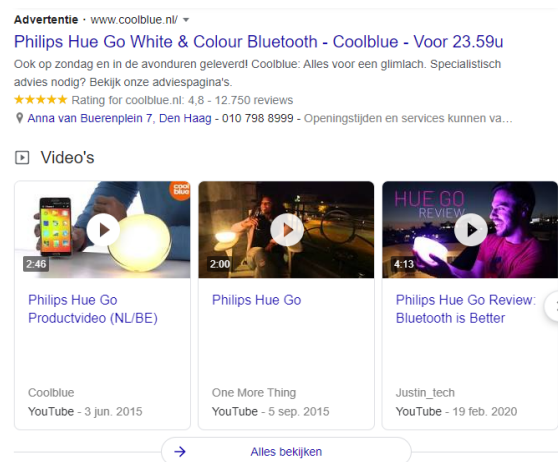 Advertentie · www.coolblue.nl/
Philips Hue Go White & Colour Bluetooth - Coolblue - Voor 23.59u
Ook op zondag en in de avonduren geleverd! Coolblue: Alles voor een glimlach. Specialistisch
advies nodig? Bekijk onze adviespagina's.
Rating for coolblue.nl: 4,8 - 12.750 reviews
Anna van Buerenplein 7, Den Haag - 010 798 8999 - Openingstijden en services kunnen va…
Video's
cool
blue
2:46
2:00
HUE GO
REVIEW
4:13
Philips Hue Go
Productvideo (NL/BE)
Philips Hue Go
Philips Hue Go Review:
Bluetooth is Better
Coolblue
YouTube - 3 jun. 2015
One More Thing
YouTube - 5 sep. 2015
Justin_tech
YouTube - 19 feb. 2020
Alles bekijken